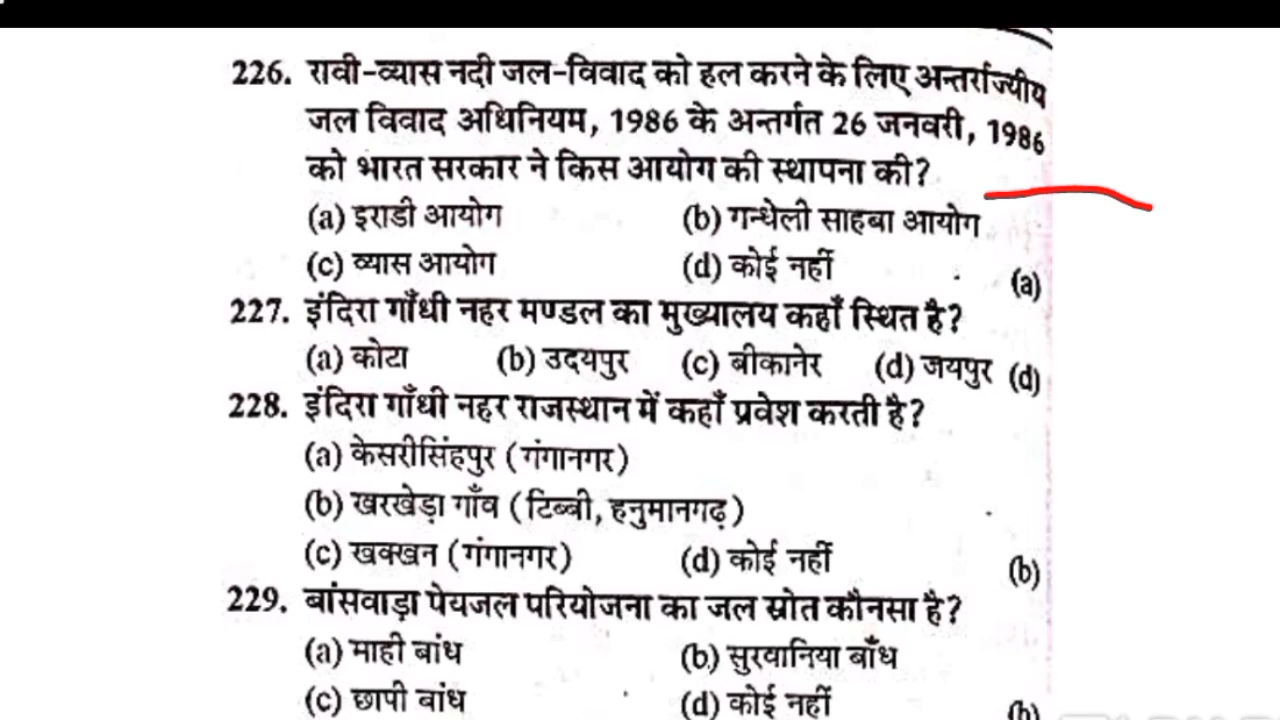 226. रावी-व्यास नदी जल-विवाद को हल करने के लिए अन्तर्राज्यीय
जल विवाद अधिनियम, 1986 के अन्तर्गत 26 जनवरी, 1986
को भारत सरकार ने किस आयोग की स्थापना की?
(a) इराडी आयोग (b) गन्धेली साहबा आयोग
(c) व्यास आयोग (d) कोई नहीं (a)
227. इंदिरा गाँधी नहर मण्डल का मुख्यालय कहाँ स्थित है?
(a) कोटा (b) उदयपुर (c) बीकानेर (d) जयपुर (d)
228. इंदिरा गाँधी नहर राजस्थान में कहाँ प्रवेश करती है?
(a) केसरीसिंहपुर (गंगानगर)
(b) खरखेड़ा गाँव (टिब्बी, हनुमानगढ़)
(c) खक्खन (गंगानगर) (d) कोई नहीं (b)
229. बांसवाड़ा पेयजल परियोजना का जल स्रोत कौनसा है?
(a) माही बांध (b) सुरवानिया बाँध
(c) छापी बांध (d) कोई नहीं (b)